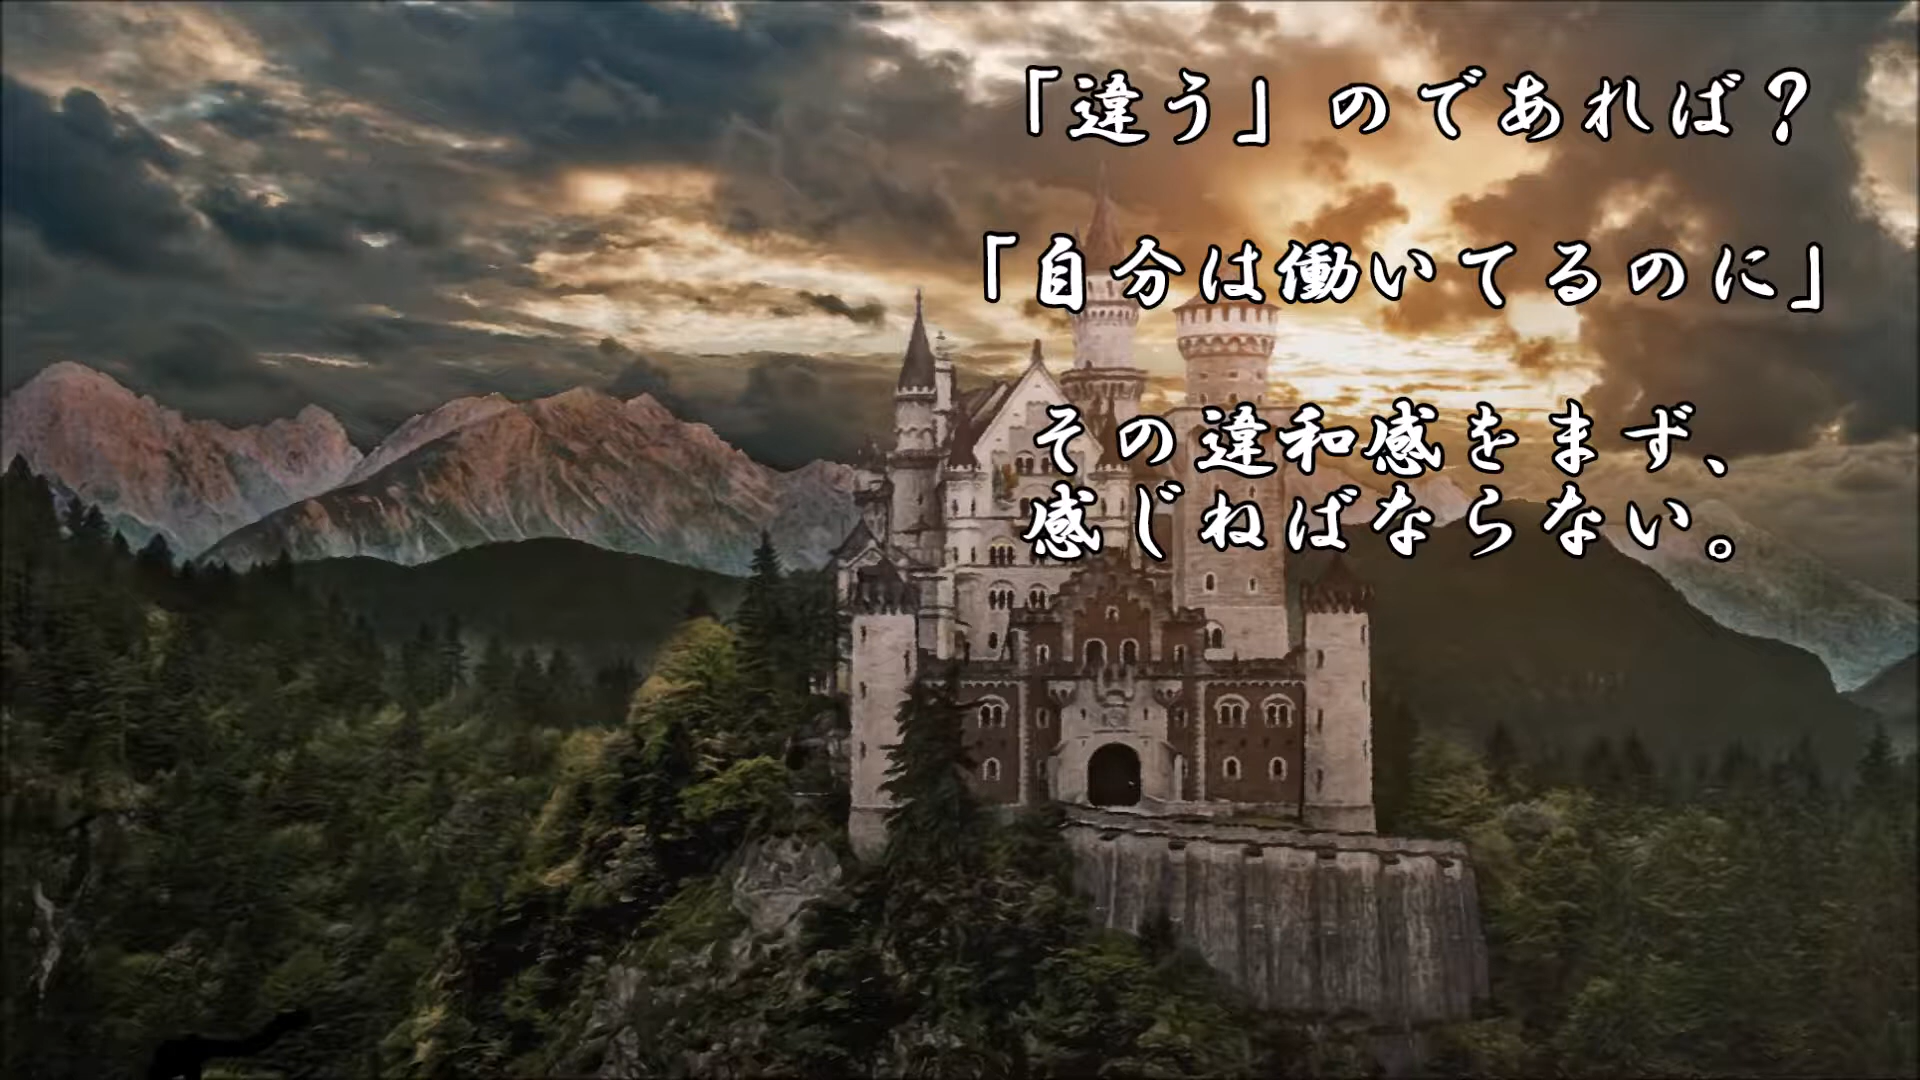 「違う」のであれば？
「自分は働いてるのに」
その違和感をまず、
感じねばならない。